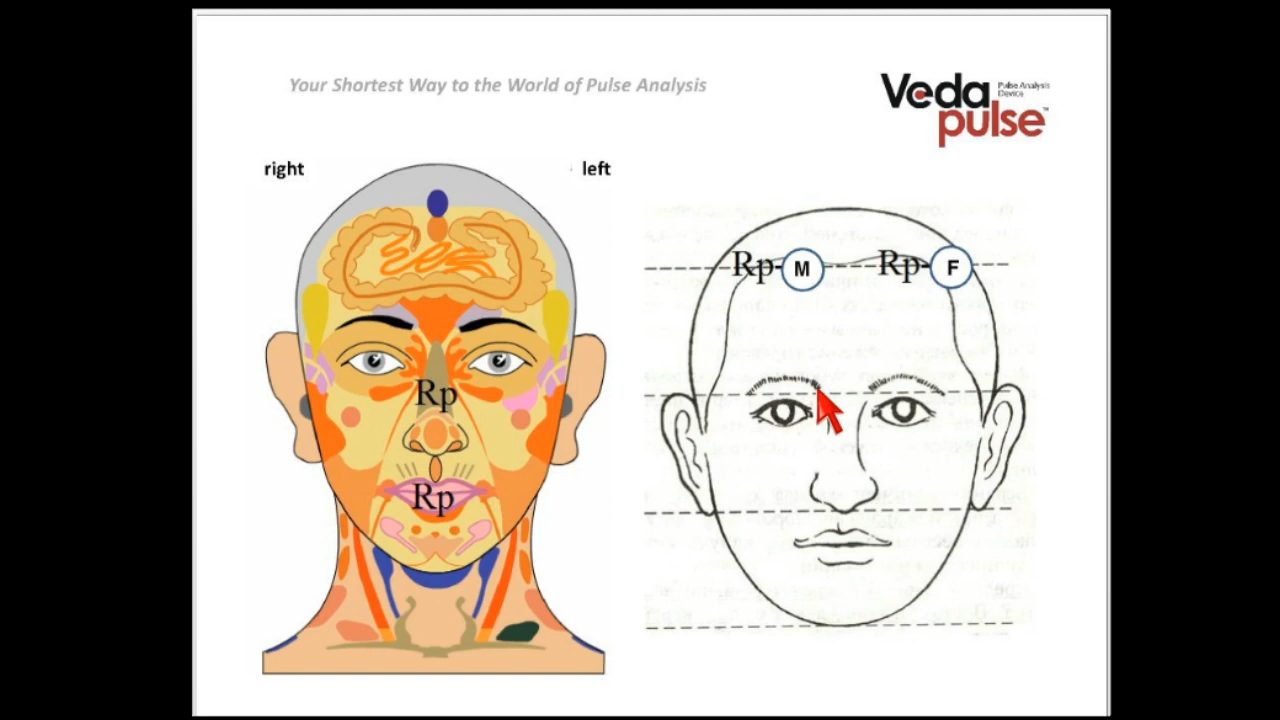 Your Shortest Way to the World of Pulse Analysis
Veda
pulse™
Pulse Analysis
Device
right
left
Rp- M
Rp- F
Rp
Rp